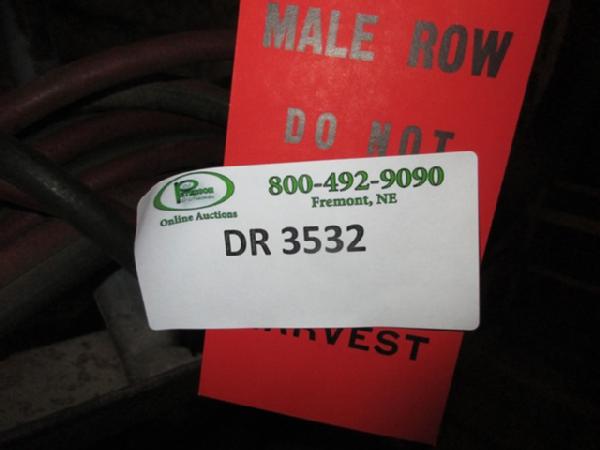 MALE ROW
DO NOT
800-492-9090
Fremont, NE
Online Auctions
DR 3532
HARVEST